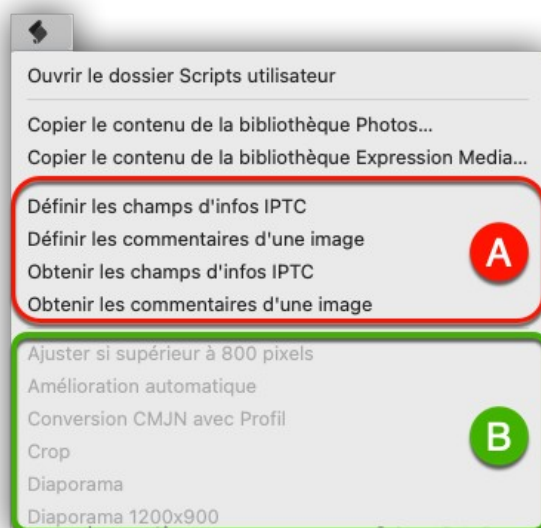 Ouvrir le dossier Scripts utilisateur
Copier le contenu de la bibliothèque Photos...
Copier le contenu de la bibliothèque Expression Media...
Définir les champs d'infos IPTC
Définir les commentaires d'une image
A
Obtenir les champs d'infos IPTC
Obtenir les commentaires d'une image
Ajuster si supérieur à 800 pixels
Amélioration automatique
Conversion CMJN avec Profil
B
Crop
Diaporama
Diaporama 1200x900